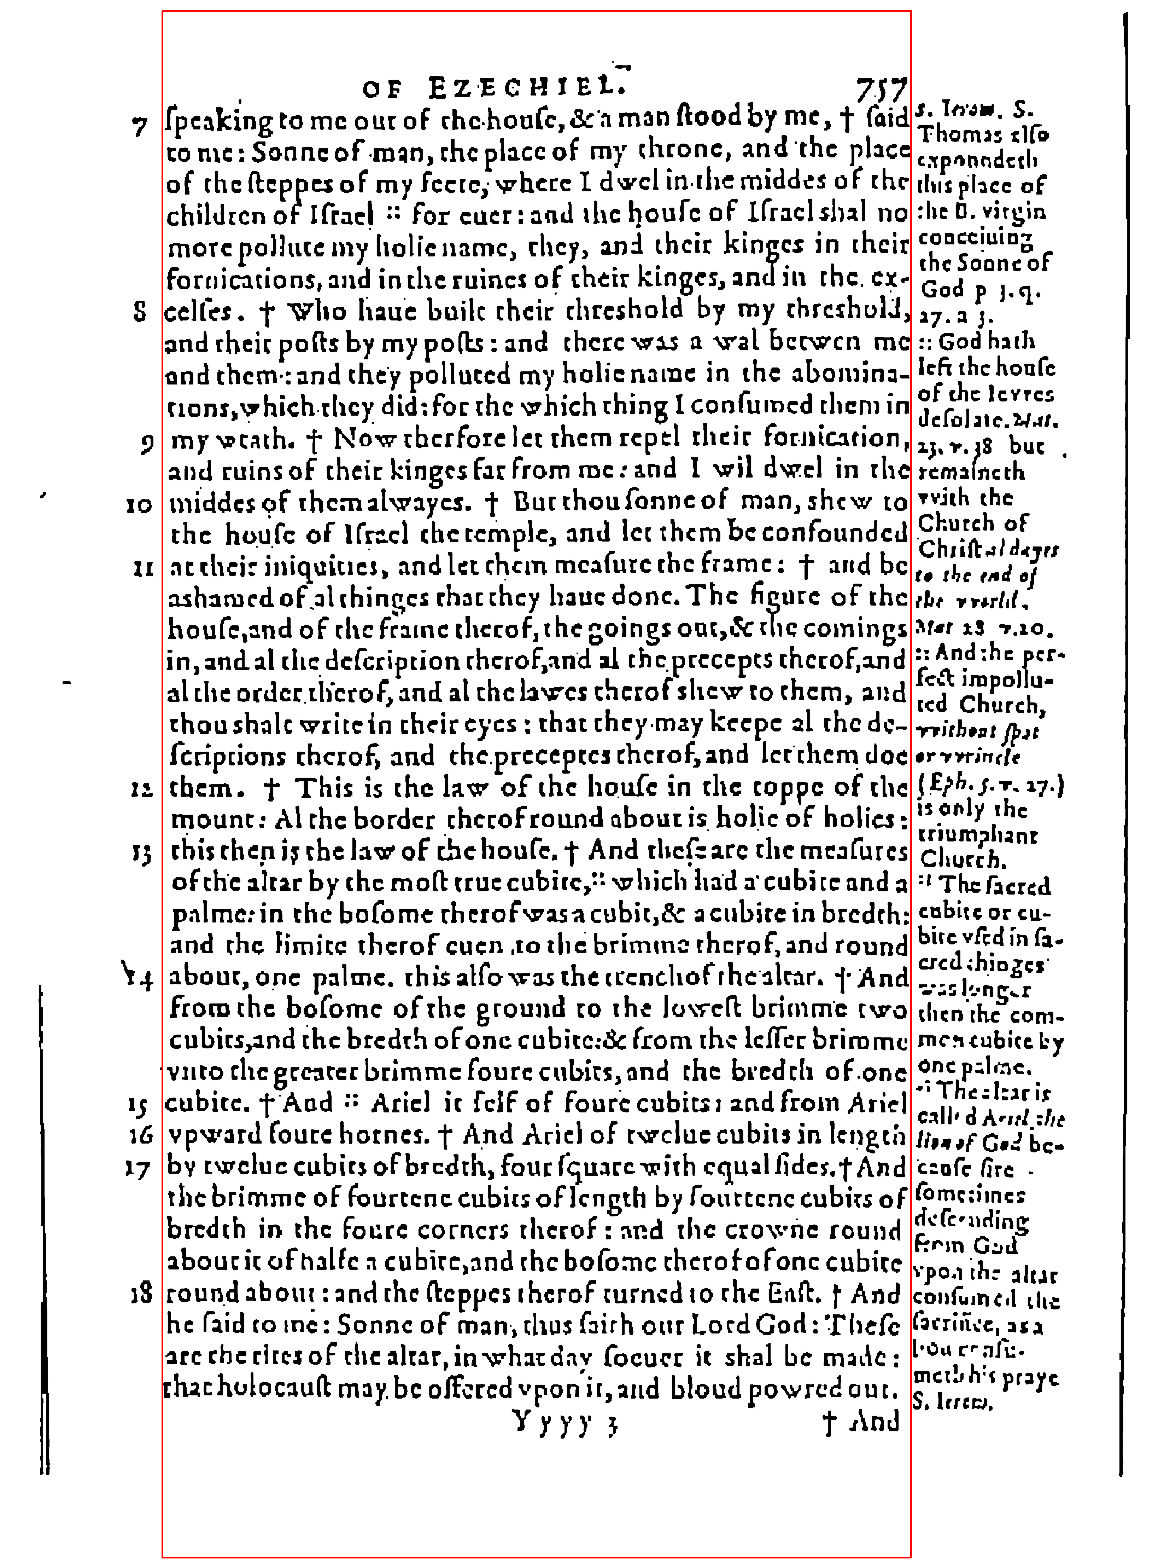 OF EZECHIEL. 757
7 ſpeaking to me out of the houſe, & a man ſtood by me, † ſaid
to me: Sonne of man, the place of my throne, and the place
of the ſteppes of my feete, where I dwel in the middes of the
children of Iſrael :: for euer: and the houſe of Iſrael shal no
more pollute my holie name, they, and their kinges in their
fornications, and in the ruines of their kinges, and in the ex-
8 celſes. † Who haue built their threshold by my threshold,
and their poſts by my poſts: and there was a wal betwen me
and them: and they polluted my holie name in the abomina-
tions, which they did: for the which thing I conſumed them in
9 my wrath. † Now therfore let them repel their fornication,
and ruins of their kinges far from me: and I wil dwel in the
10 middes of them alwayes. † But thou ſonne of man, shew to
the houſe of Iſrael the temple, and let them be confounded
11 at their iniquities, and let them meaſure the frame: † and be
ashamed of al thinges that they haue done. The figure of the
houſe, and of the frame therof, the goings out, & the comings
in, and al the deſcription therof, and al the precepts therof, and
al the order therof, and al the lawes therof shew to them, and
thou shalt write in their eyes: that they may keepe al the de-
ſcriptions therof, and the preceptes therof, and let them doe
12 them. † This is the law of the houſe in the toppe of the
mount: Al the border therof round about is holie of holies:
13 this then is the law of the houſe. † And theſe are the meaſures
of the altar by the moſt true cubite, :: which had a cubite and a
palme: in the boſome therof was a cubit, & a cubite in bredth:
and the limite therof euen to the brimme therof, and round
14 about, one palme. this alſo was the trench of the altar. † And
from the boſome of the ground to the loweſt brimme two
cubits, and the bredth of one cubite: & from the leſſer brimme
vnto the greater brimme foure cubits, and the bredth of one
15 cubite. † And :: Ariel it ſelf of foure cubits: and from Ariel
16 vpward foure hornes. † And Ariel of twelue cubits in length
17 by twelue cubits of bredth, four ſquare with equal ſides. † And
the brimme of fourtene cubits of length by fourtene cubits of
bredth in the foure corners therof: and the crowne round
about it of halfe a cubite, and the boſome therof of one cubite
18 round about: and the ſteppes therof turned to the Eaſt. † And
he ſaid to me: Sonne of man, thus ſaith our Lord God: Theſe
are the rites of the altar, in what day ſoeuer it shal be made:
that holocauſt may be offered vpon it, and bloud powred out.
Yyyy 3 † And
S.
Thomas alſo
expoundeth
this place of
the B. virgin
conceiuing
the Sonne of
God p 3. q.
27. a 3.
:: God hath
left the houſe
of the Iewes
deſolate. Mat.
23. v. 38 but
remaineth
with the
Church of
Chriſt al dayes
to the end of
the world.
Mat 28 v. 20.
:: And the per-
fect impollu-
ted Church,
without ſpot
or wrincle
(Eph. 5. v. 27.)
is only the
triumphant
Church.
:: The ſacred
cubite or cu-
bite vſed in ſa-
cred thinges
was longer
then the com-
men cubite by
one palme.
:: The altar is
called Ariel the
lion of God be-
cauſe fire
ſometimes
deſcending
from God
vpon the altar
conſumed the
ſacrifice, as a
lion conſu-
meth his praye
S. Ierom.